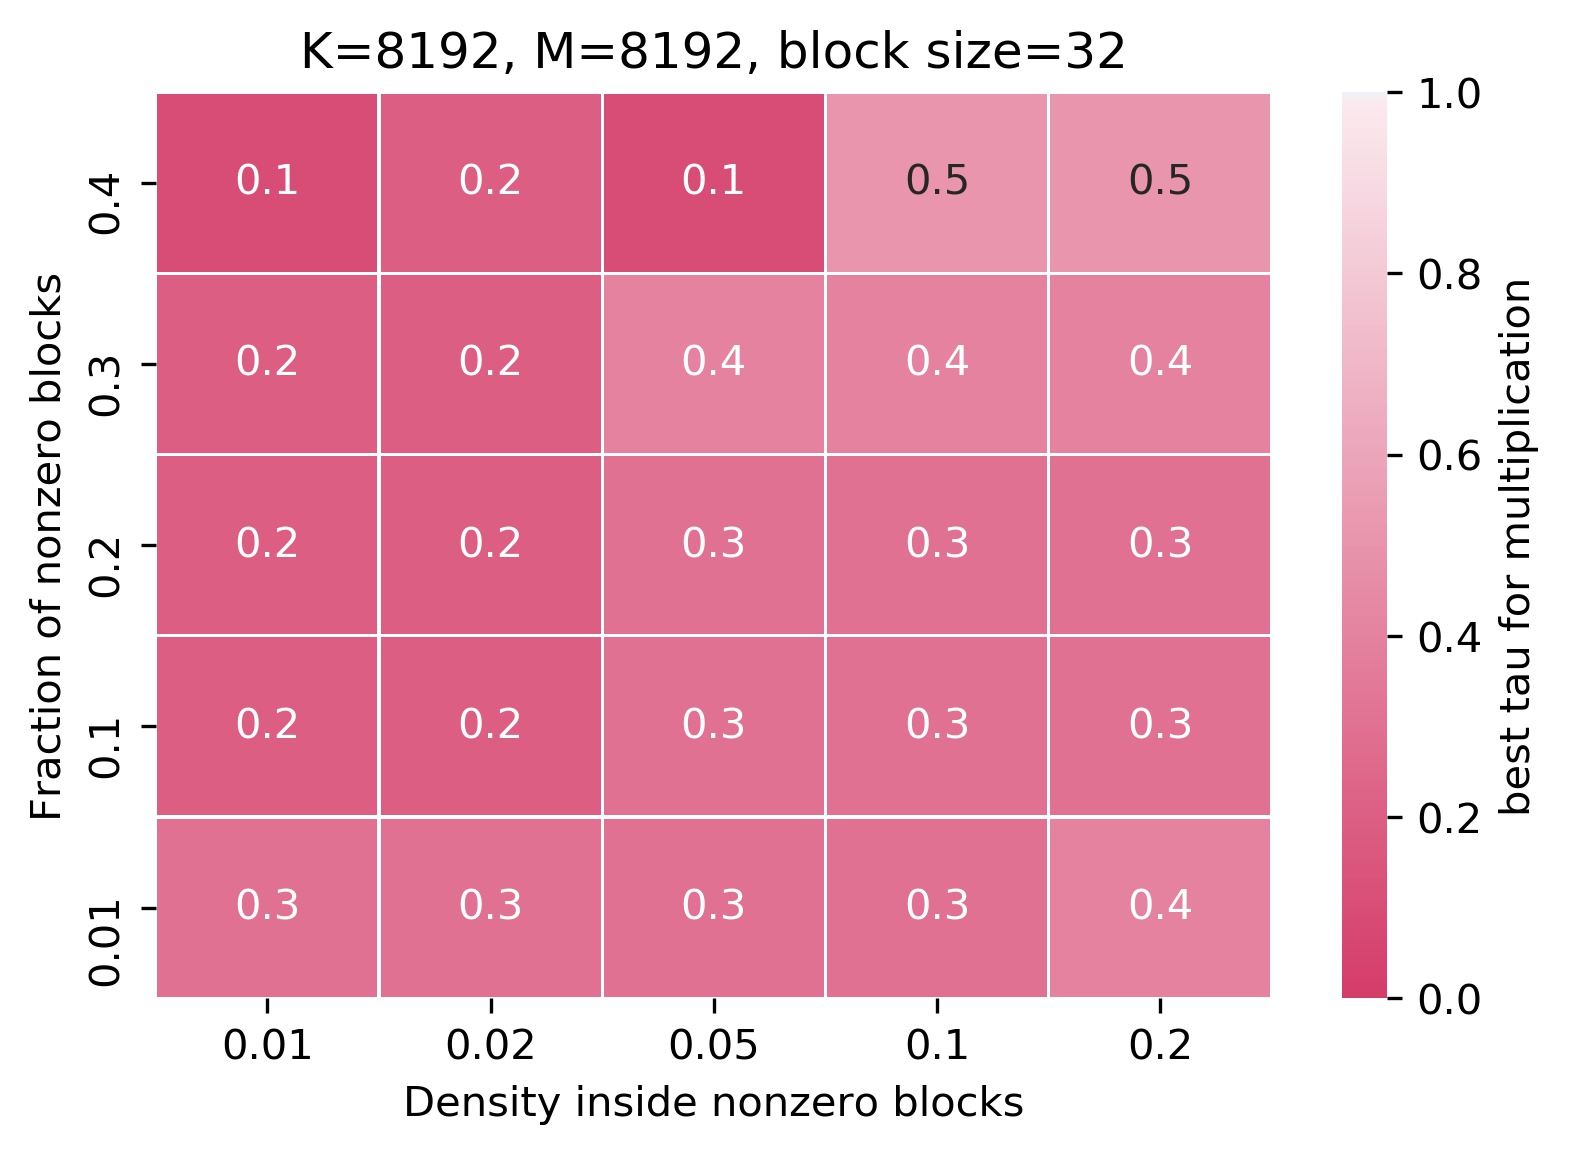 K=8192, M=8192, block size=32
Fraction of nonzero blocks
0.4 0.1 0.2 0.1 0.5 0.5
0.3 0.2 0.2 0.4 0.4 0.4
0.2 0.2 0.2 0.3 0.3 0.3
0.1 0.2 0.2 0.3 0.3 0.3
0.01 0.3 0.3 0.3 0.3 0.4
0.01 0.02 0.05 0.1 0.2
Density inside nonzero blocks
1.0
0.8
0.6
0.4
0.2
0.0
best tau for multiplication